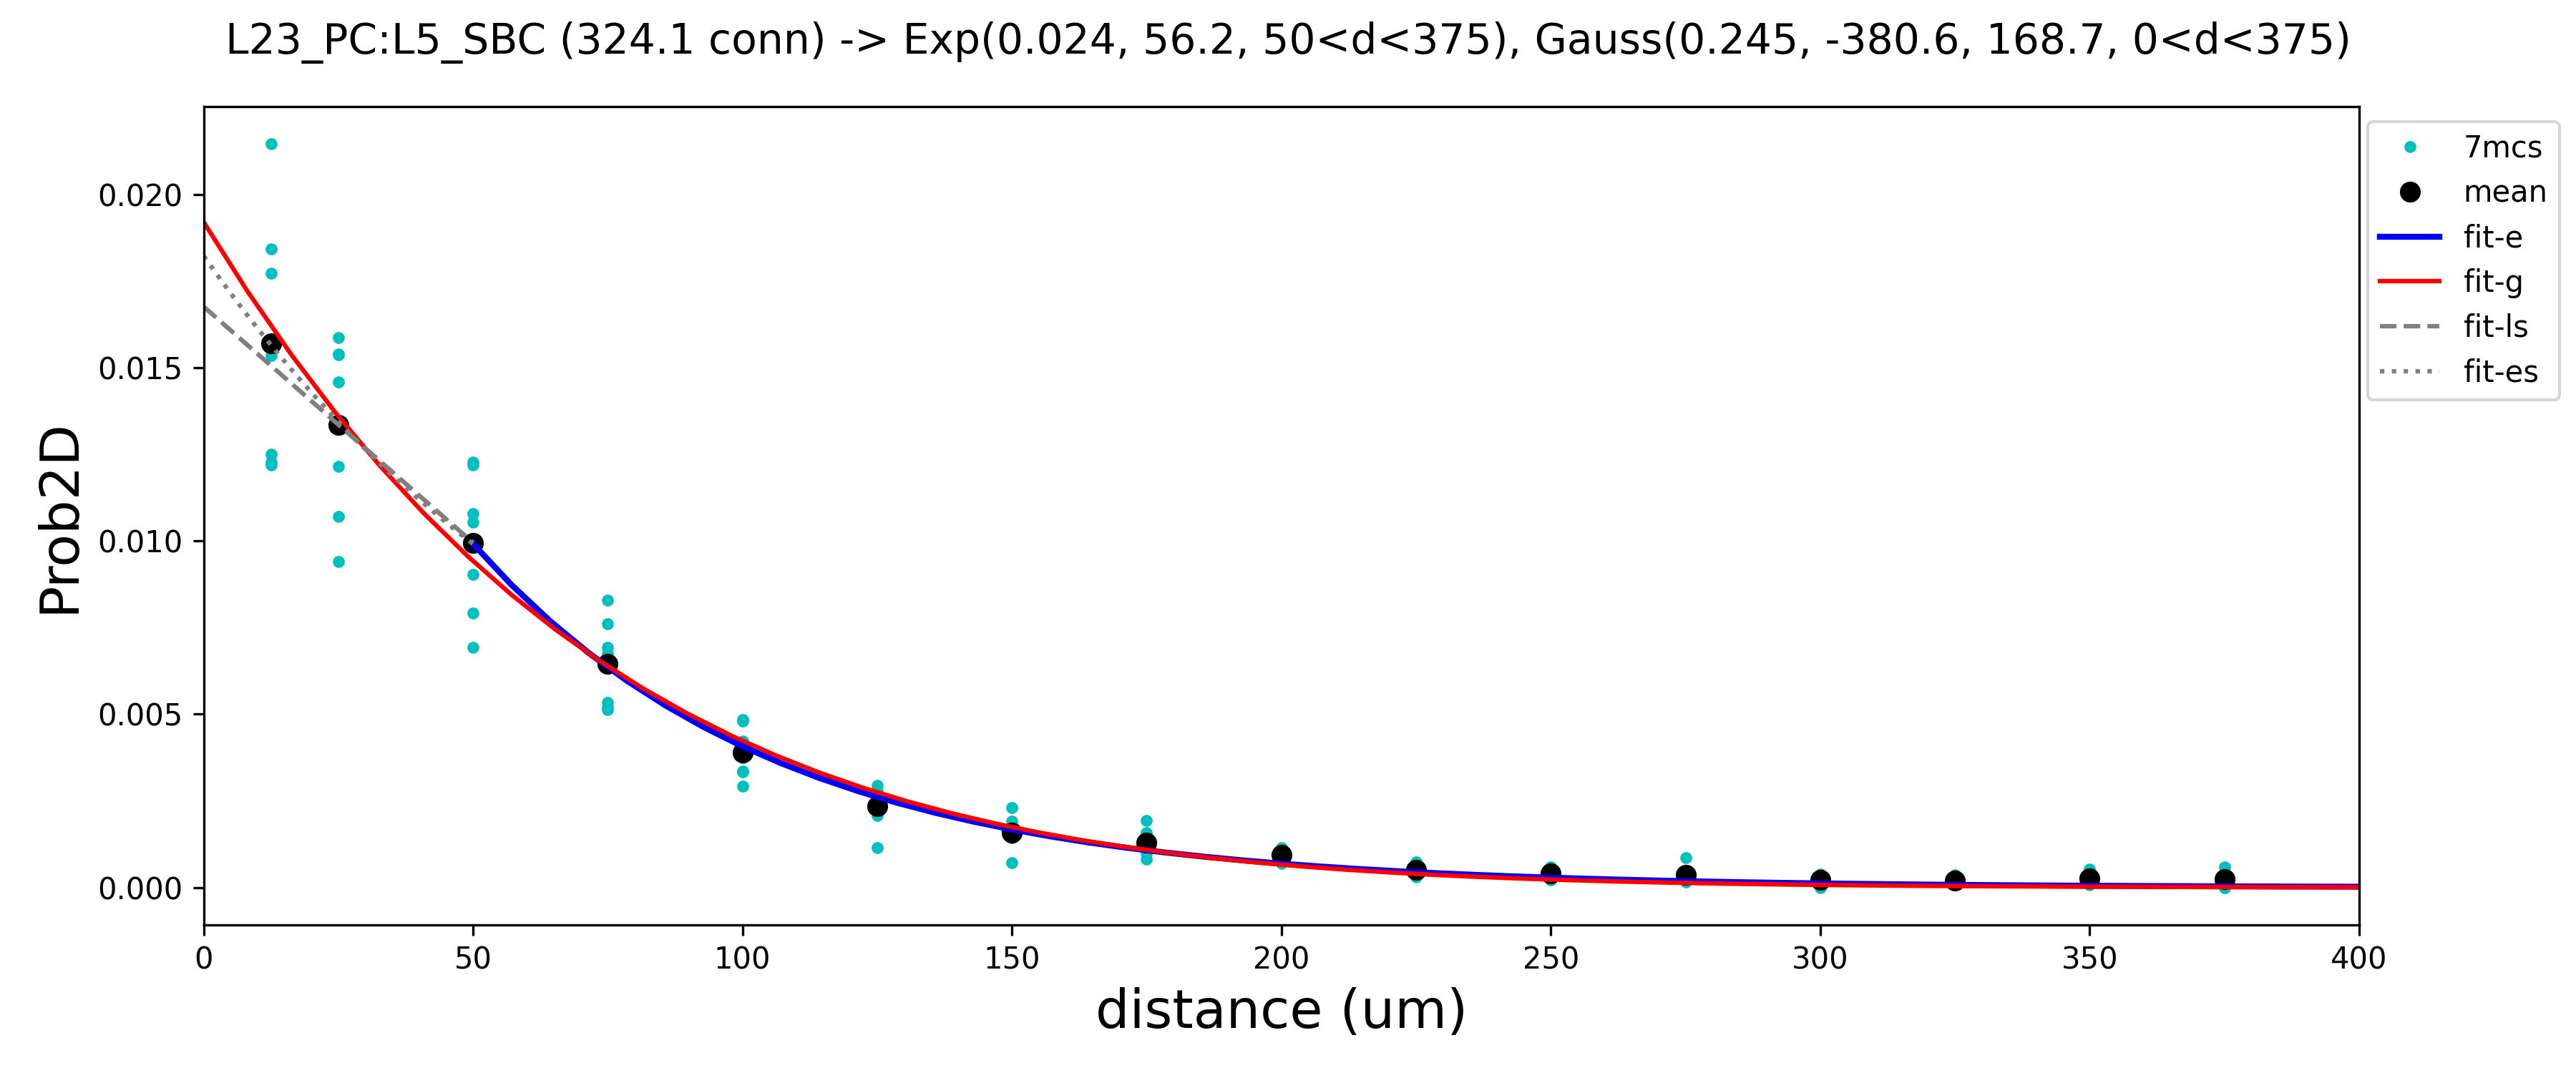 L23_PC:L5_SBC (324.1 conn) -> Exp(0.024, 56.2, 50<d<375), Gauss(0.245, -380.6, 168.7, 0<d<375)
7mcs
mean
fit-e
fit-g
fit-ls
fit-es
Prob2D
0.020
0.015
0.010
0.005
0.000
0 50 100 150 200 250 300 350 400
distance (um)